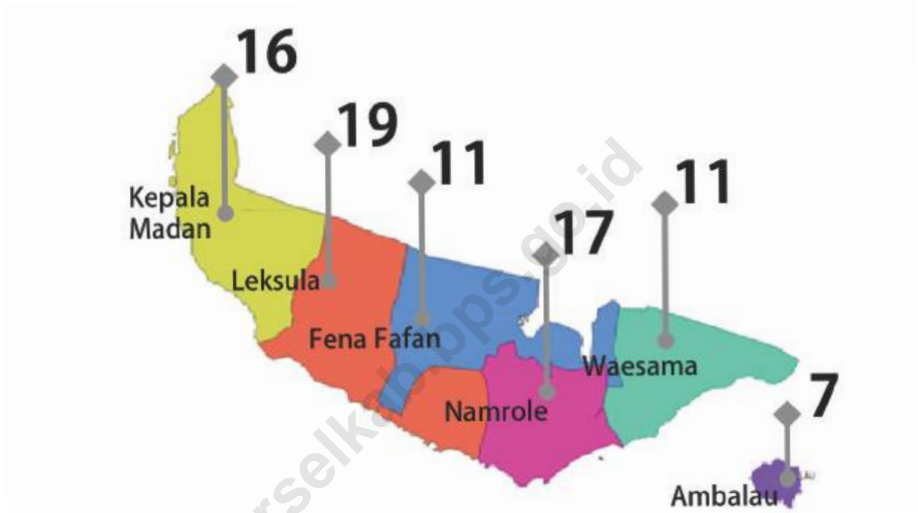 16
19
11
11
17
Kepala
Madan
Leksula
Fena Fafan
Waesama
Namrole
7
Ambalau